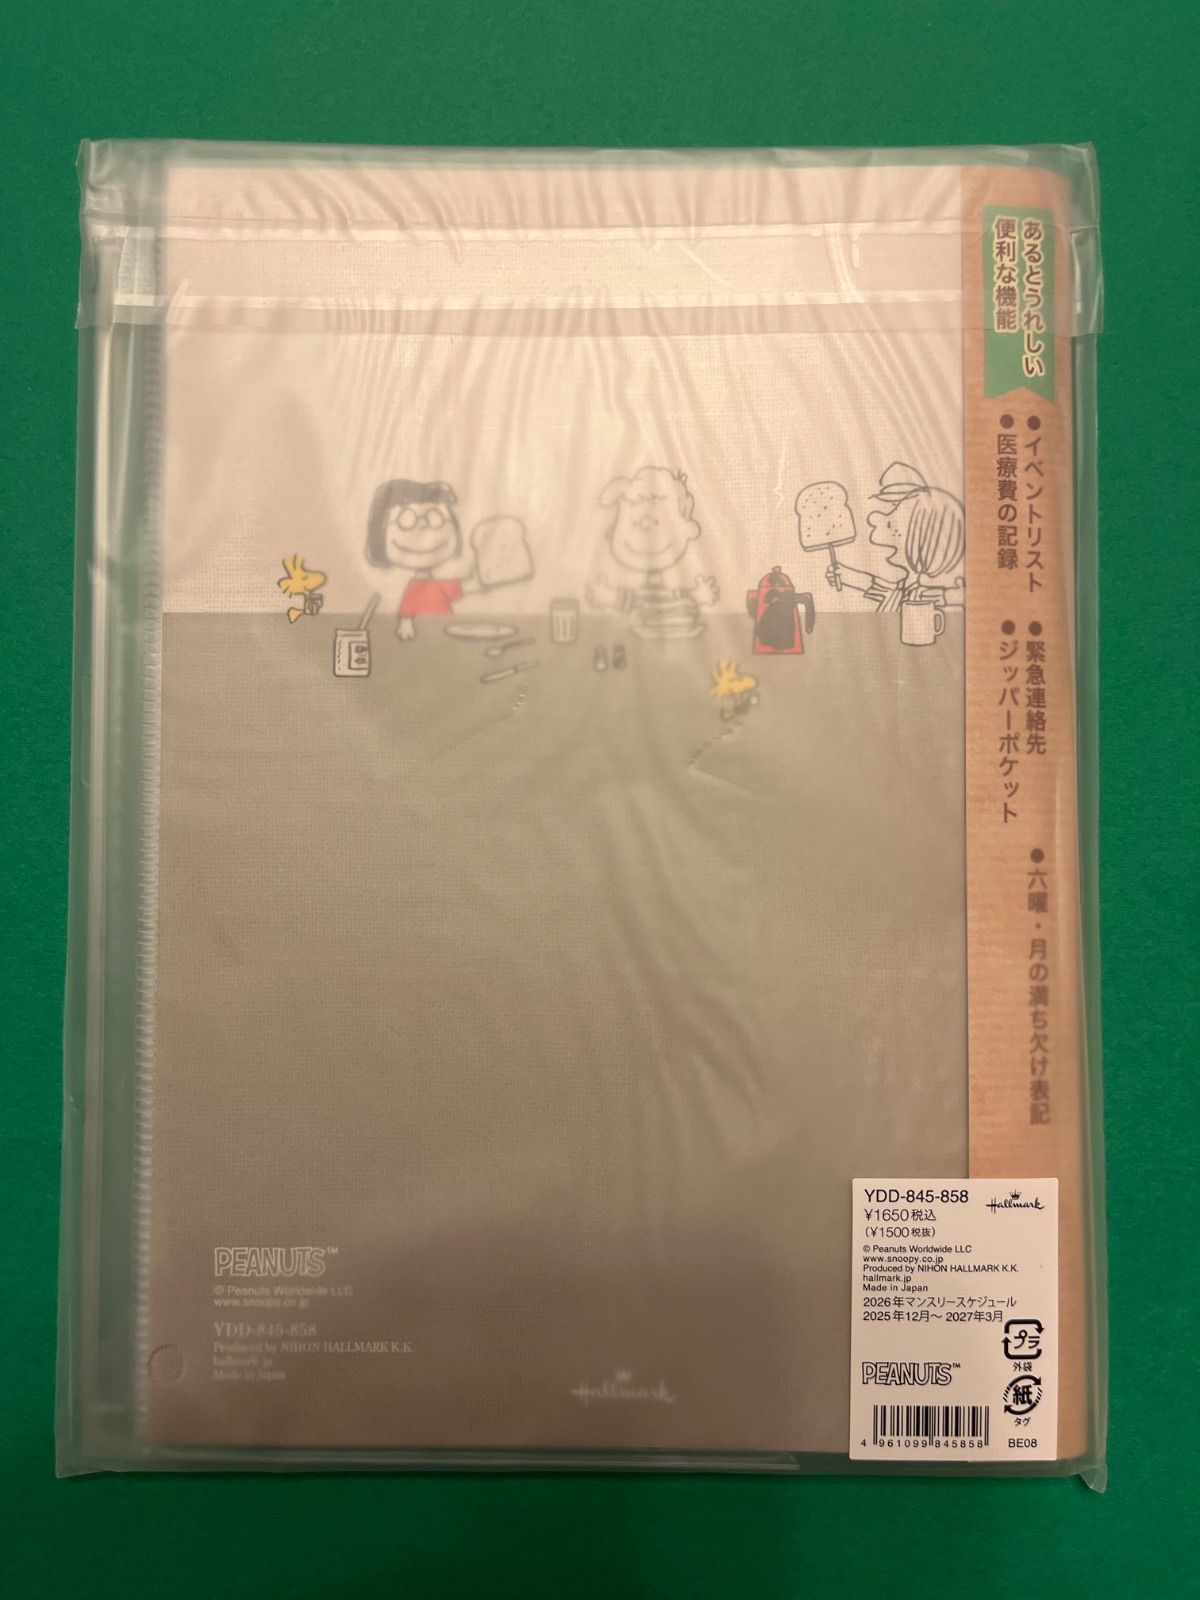 あるとうれしい
便利な機能
●イベントリスト ●緊急連絡先 ●六曜・月の満ち欠け表記
●医療費の記録 ●ジッパーポケット
PEANUTS™
© Peanuts Worldwide LLC
www.snoopy.co.jp
YDD-845-858
Produced by NIHON HALLMARK K.K.
hallmark.jp
Made in Japan
Hallmark
YDD-845-858
Hallmark
¥1650税込
(¥1500税抜)
© Peanuts Worldwide LLC
www.snoopy.co.jp
Produced by NIHON HALLMARK K.K.
hallmark.jp
Made in Japan
2026年マンスリースケジュール
2025年12月～2027年3月
プラ
外袋
PEANUTS™
紙
タグ
4 961099 845858
BE08